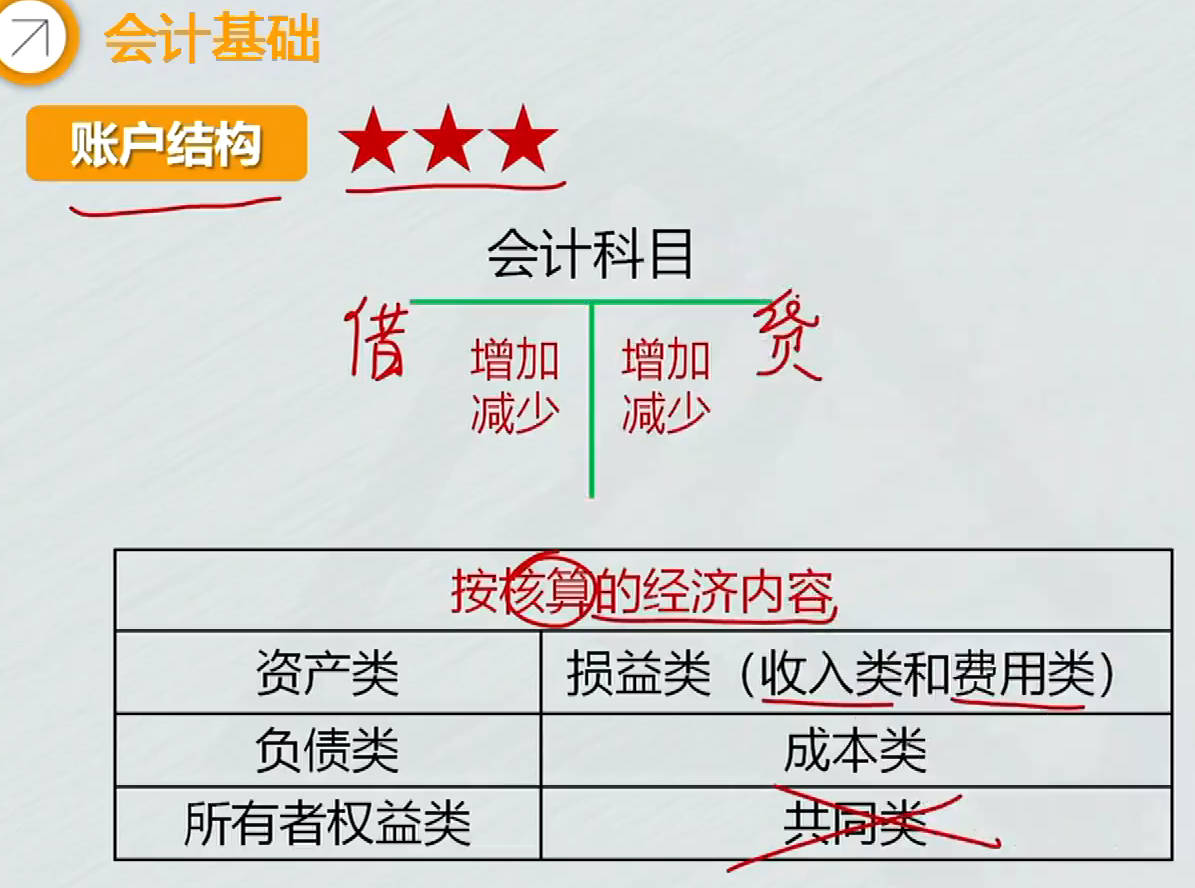 会计基础
账户结构
会计科目
借 贷
增加 增加
减少 减少
按核算的经济内容
资产类 损益类（收入类和费用类）
负债类 成本类
所有者权益类 共同类